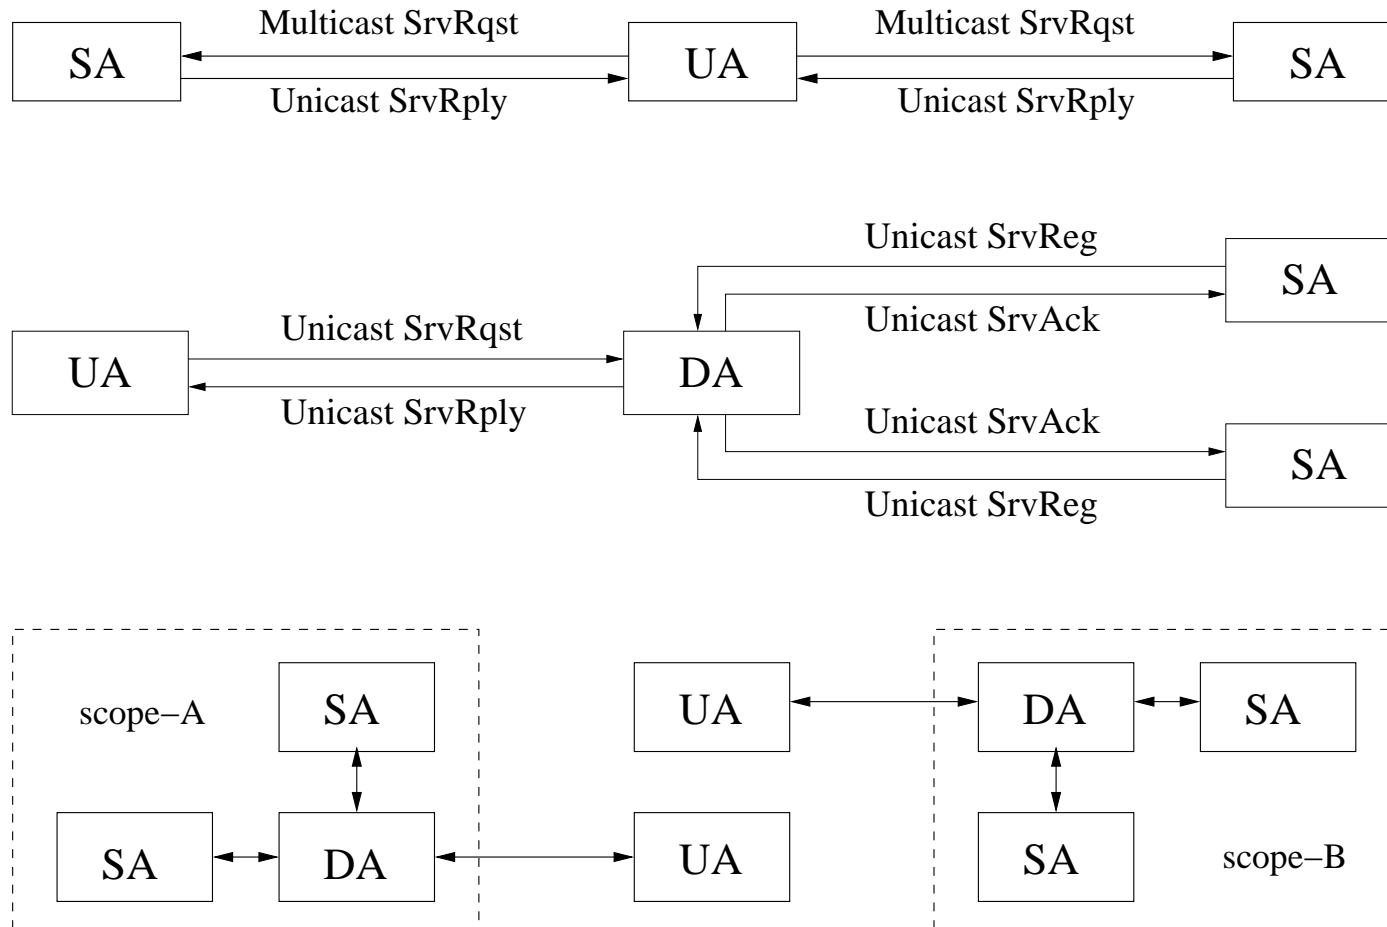 Multicast SrvRqst
Multicast SrvRqst
SA
UA
SA
Unicast SrvRply
Unicast SrvRply
Unicast SrvReg
SA
Unicast SrvAck
Unicast SrvRqst
UA
DA
Unicast SrvRply
Unicast SrvAck
SA
Unicast SrvReg
scope−A
SA
UA
DA
SA
SA
DA
UA
SA
scope−B